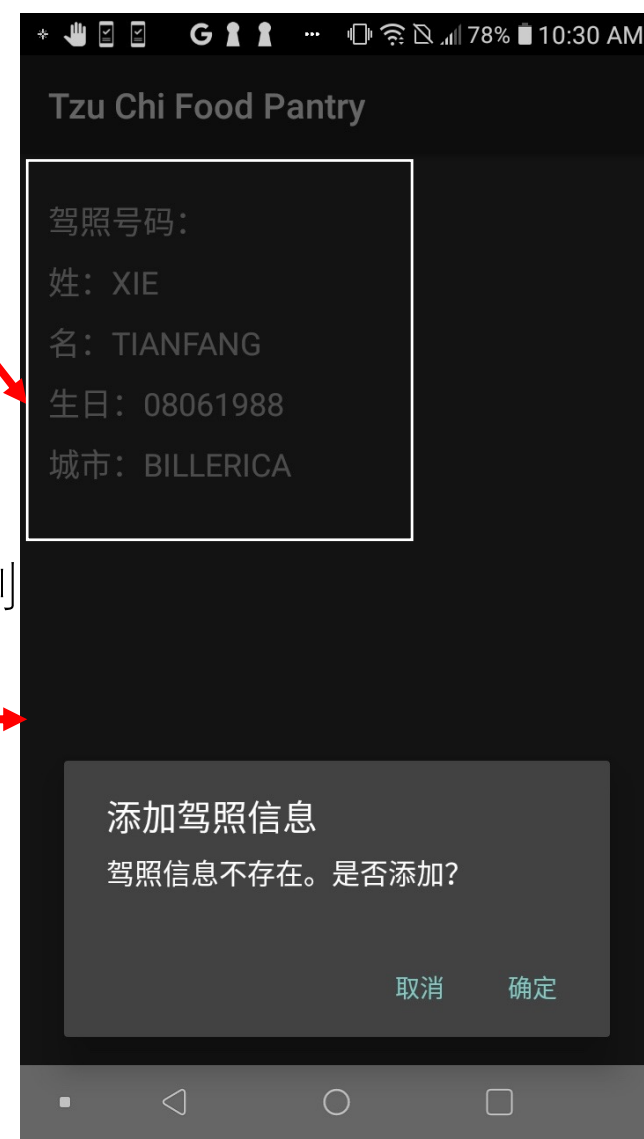 G ... 78% 10:30 AM
Tzu Chi Food Pantry
驾照号码：
姓：XIE
名：TIANFANG
生日：08061988
城市：BILLERICA
添加驾照信息
驾照信息不存在。是否添加？
取消 确定